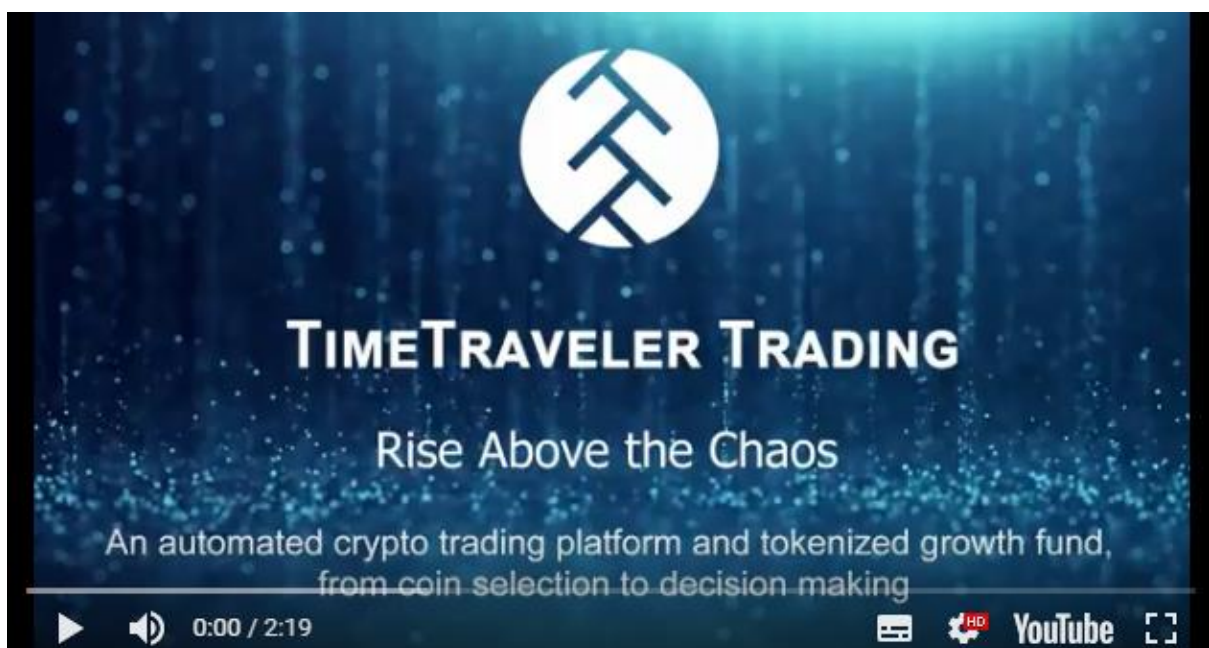 TIMETRAVELER TRADING
Rise Above the Chaos
An automated crypto trading platform and tokenized growth fund,
from coin selection to decision making
0:00 / 2:19
HD
YouTube